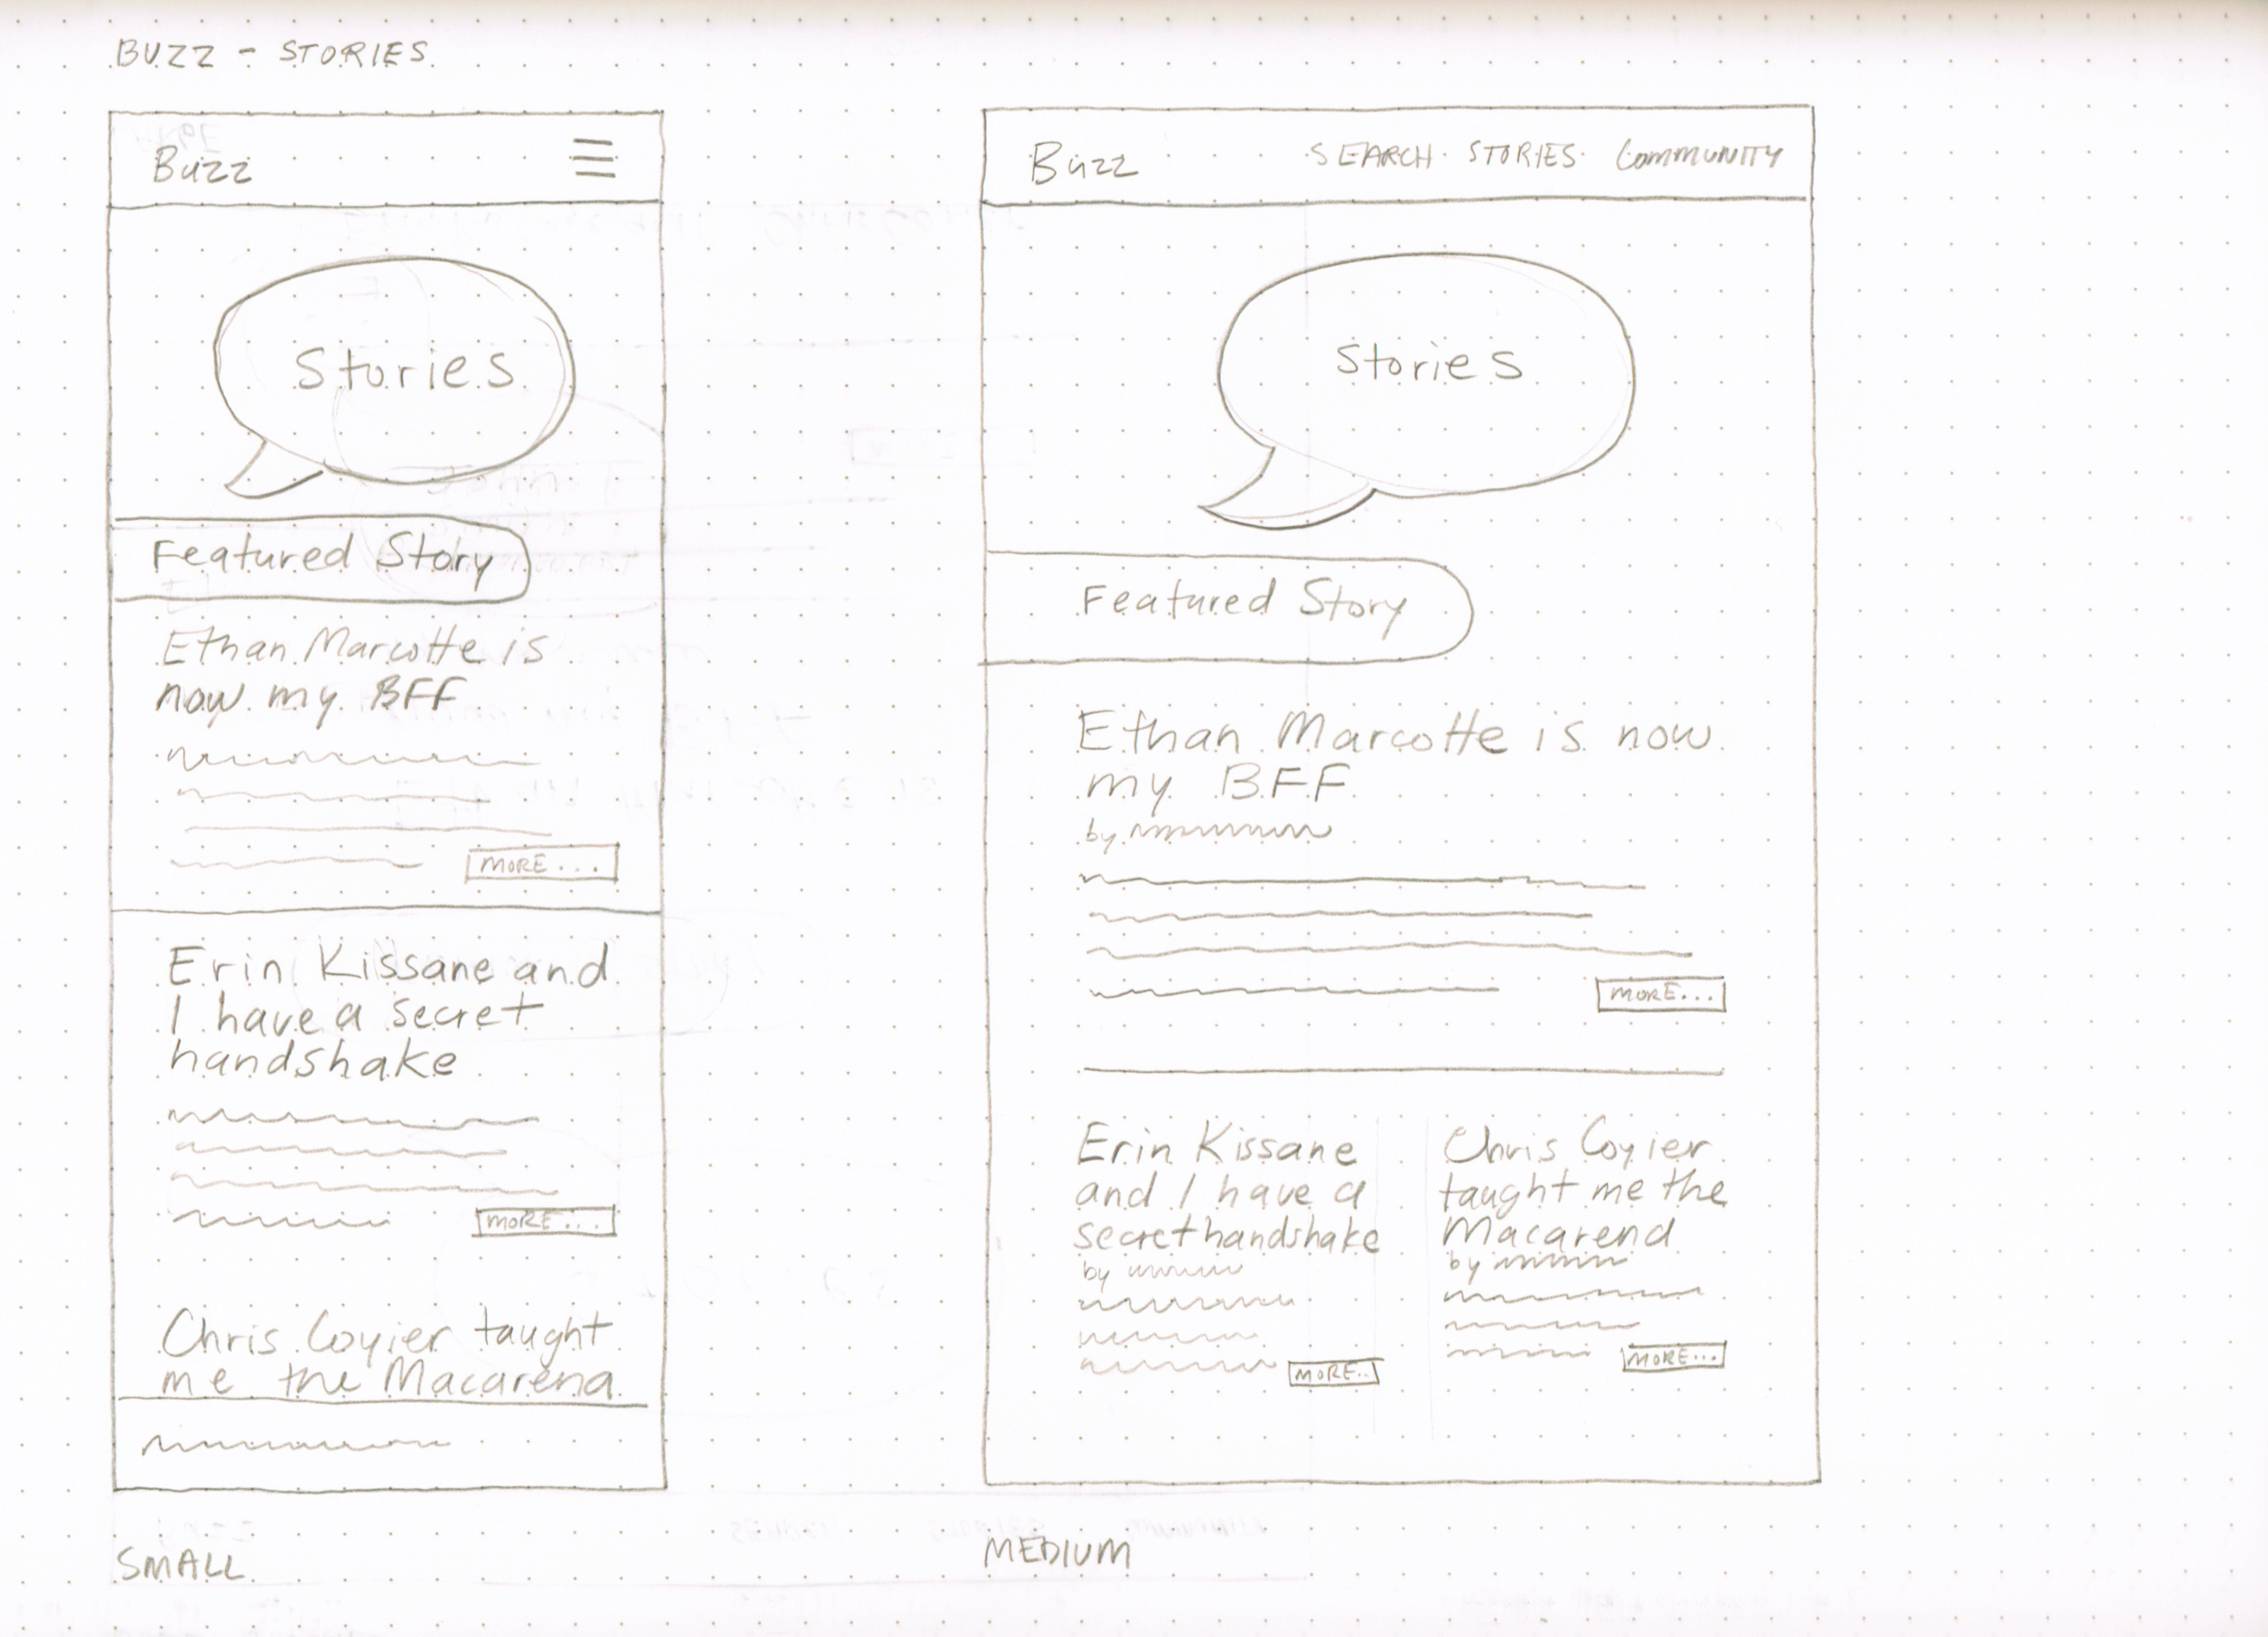 BUZZ - STORIES
Buzz
Stories
Featured Story
Ethan Marcotte is
now my BFF
MORE...
Erin Kissane and
I have a secret
handshake
MORE...
Chris Coyier taught
me the Macarena
SMALL
Buzz SEARCH STORIES COMMUNITY
Stories
Featured Story
Ethan Marcotte is now
my BFF
by
MORE...
Erin Kissane
and I have a
secret handshake
by
MORE..
Chris Coyier
taught me the
Macarena
by
MORE...
MEDIUM